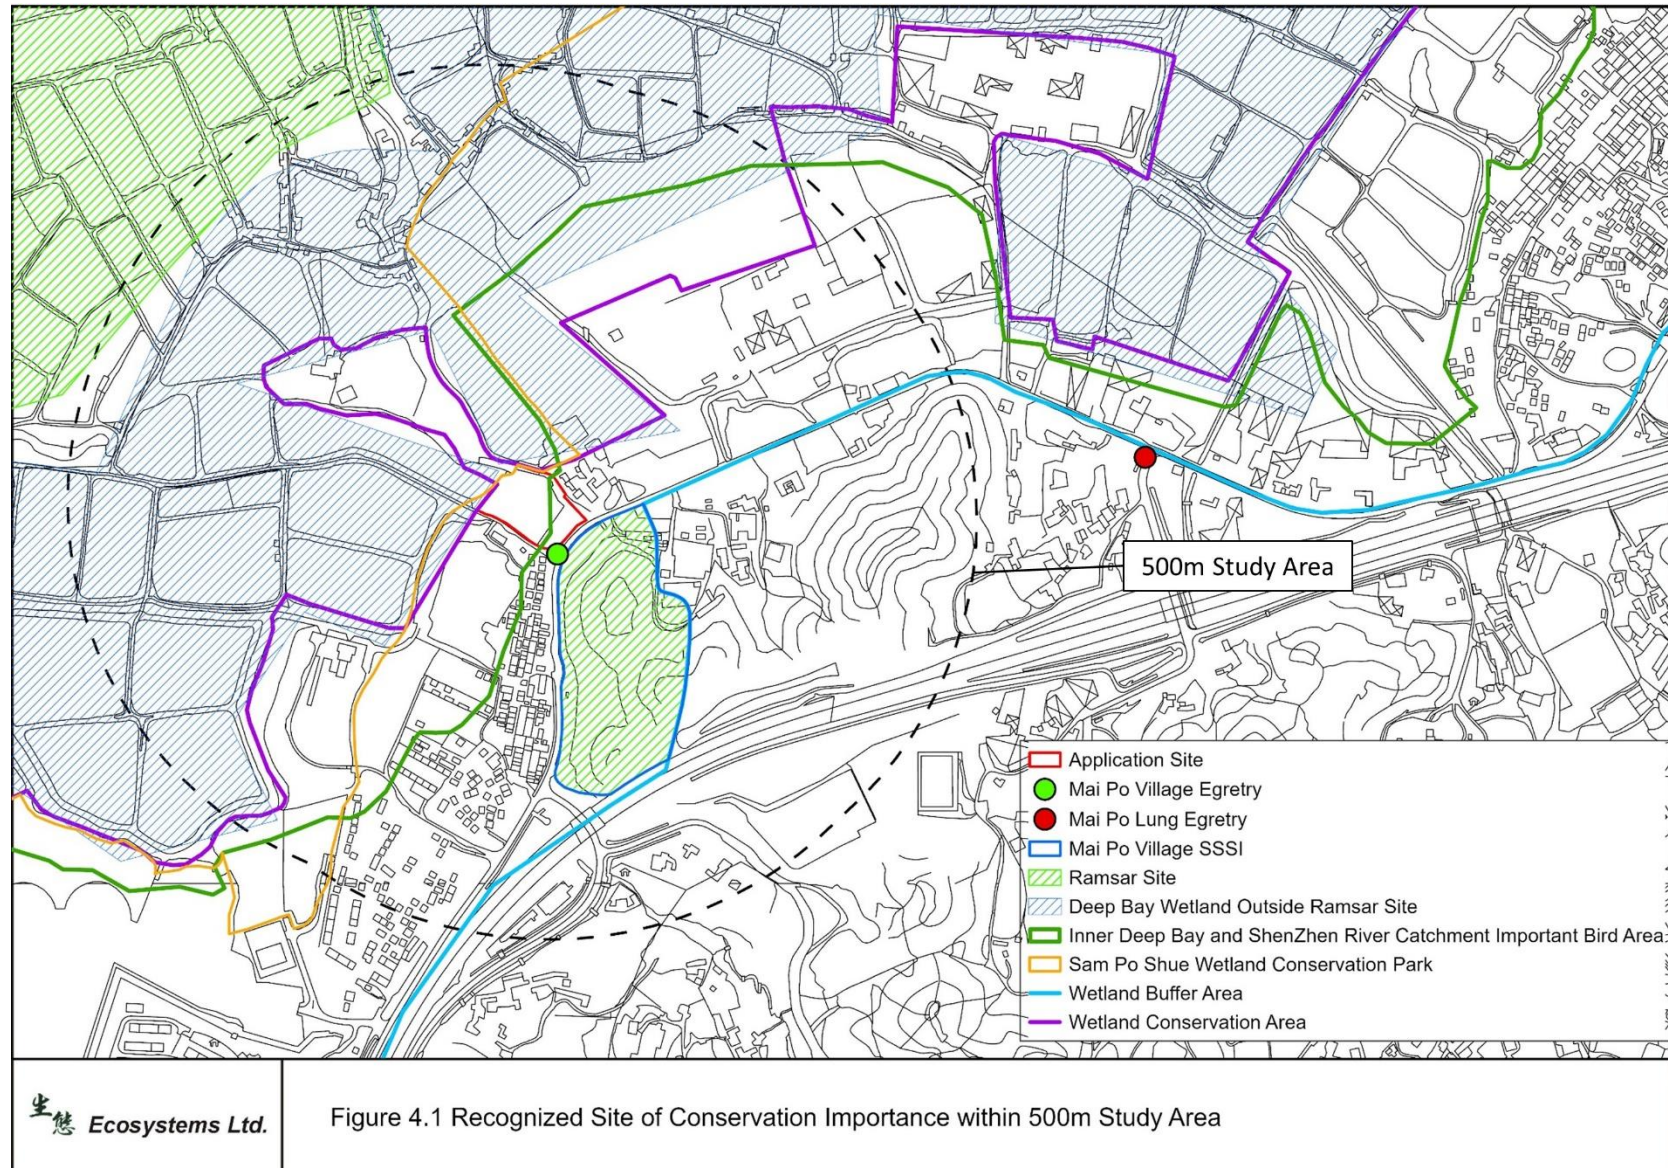 500m Study Area
Application Site
Mai Po Village Egretry
Mai Po Lung Egretry
Mai Po Village SSSI
Ramsar Site
Deep Bay Wetland Outside Ramsar Site
Inner Deep Bay and ShenZhen River Catchment Important Bird Area
Sam Po Shue Wetland Conservation Park
Wetland Buffer Area
Wetland Conservation Area
生態 Ecosystems Ltd.
Figure 4.1 Recognized Site of Conservation Importance within 500m Study Area